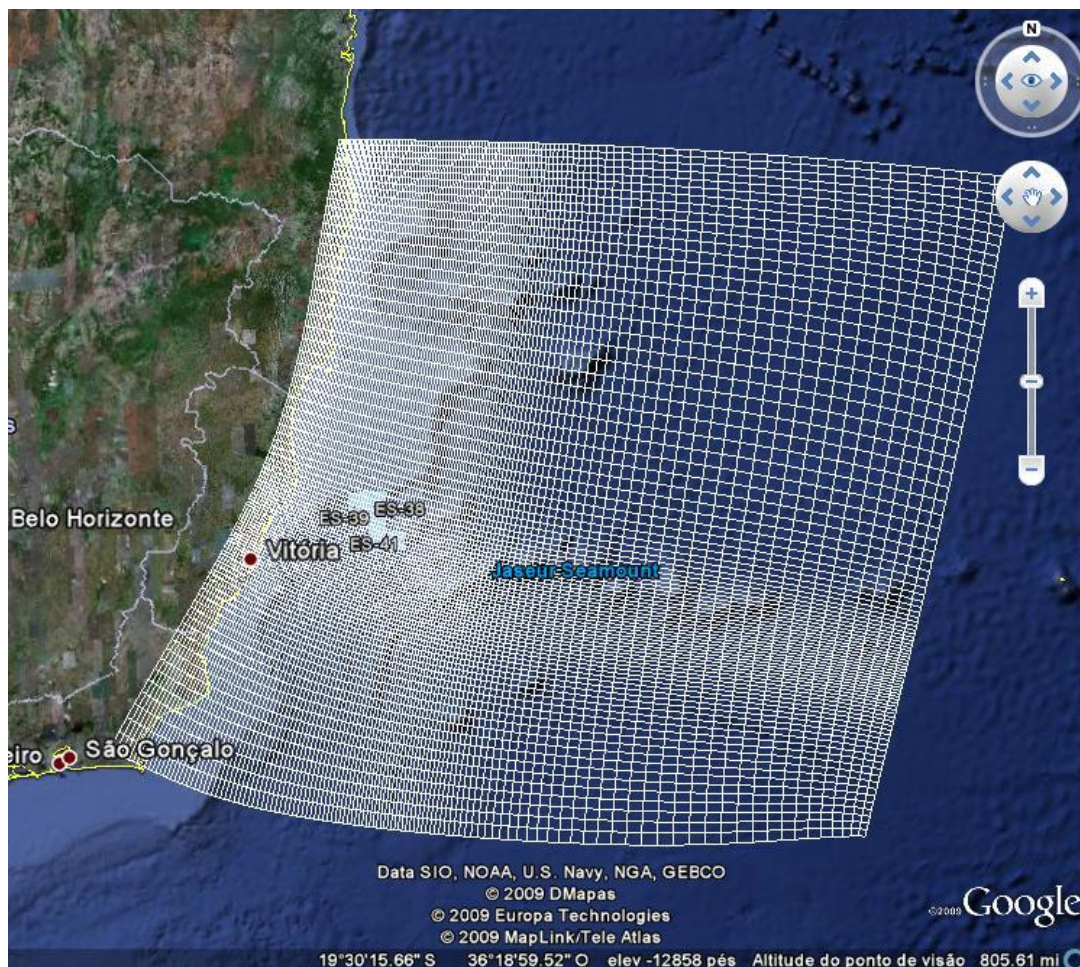 N
s
Belo Horizonte
ES-39
ES-38
Vitória
ES-41
Jaseur Seamount
eiro
São Gonçalo
Data SIO, NOAA, U.S. Navy, NGA, GEBCO
© 2009 DMapas
© 2009 Europa Technologies
© 2009 MapLink/Tele Atlas
©2009 Google
19°30'15.66" S 36°18'59.52" O elev -12858 pés Altitude do ponto de visão 805.61 mi